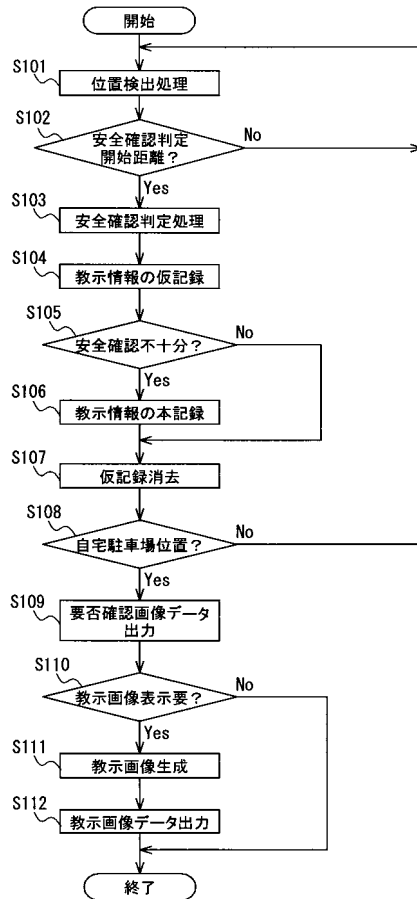 開始
S101
位置検出処理
S102
安全確認判定
開始距離?
No
Yes
S103
安全確認判定処理
S104
教示情報の仮記録
S105
安全確認不十分?
No
Yes
S106
教示情報の本記録
S107
仮記録消去
S108
自宅駐車場位置?
No
Yes
S109
要否確認画像データ
出力
S110
教示画像表示要?
No
Yes
S111
教示画像生成
S112
教示画像データ出力
終了